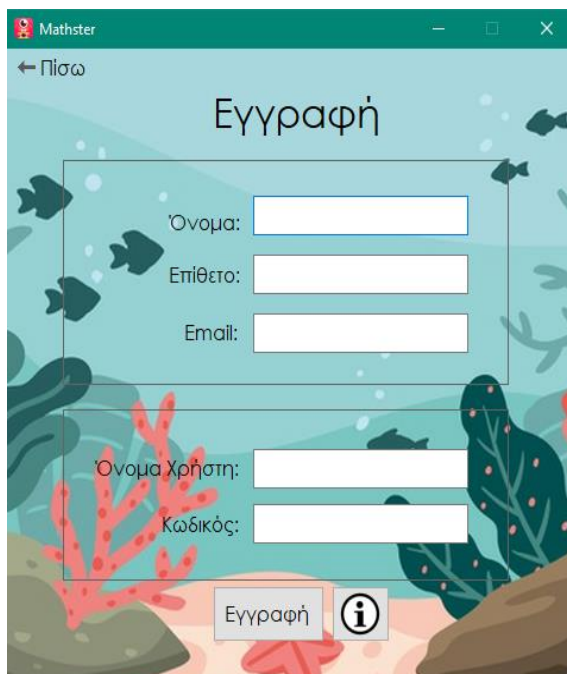 Mathster
Πίσω
Εγγραφή
Όνομα:
Επίθετο:
Email:
Όνομα Χρήστη:
Κωδικός:
Εγγραφή